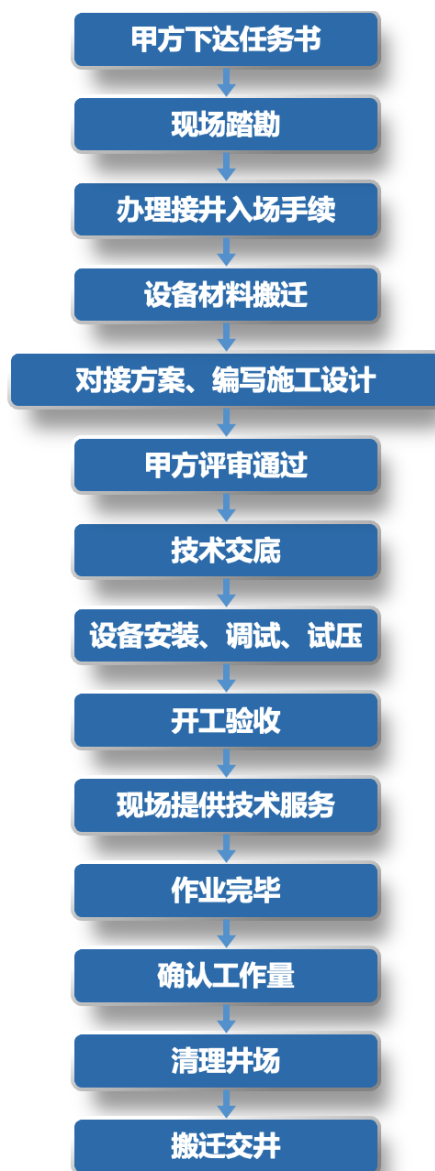 甲方下达任务书
现场踏勘
办理接井入场手续
设备材料搬迁
对接方案、编写施工设计
甲方评审通过
技术交底
设备安装、调试、试压
开工验收
现场提供技术服务
作业完毕
确认工作量
清理井场
搬迁交井